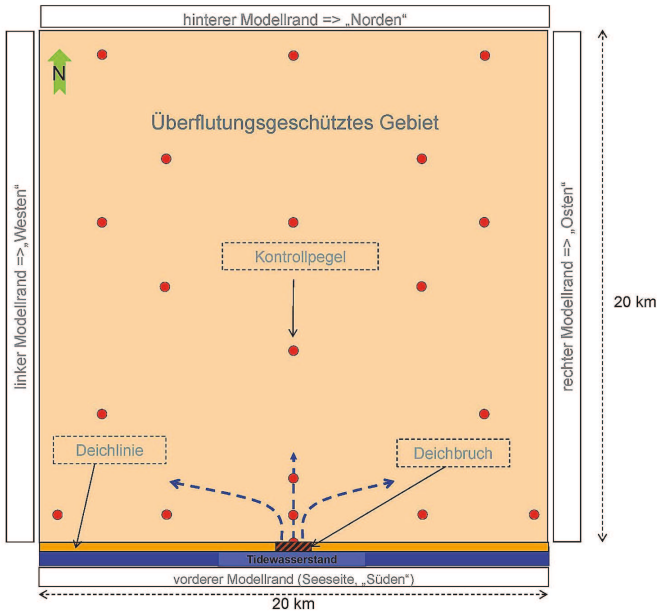 hinterer Modellrand => „Norden“
N
Überflutungsgeschütztes Gebiet
linker Modellrand =>„Westen“
rechter Modellrand => „Osten“
Kontrollpegel
20 km
Deichlinie
Deichbruch
Tidewasserstand
vorderer Modellrand (Seeseite, „Süden“)
20 km